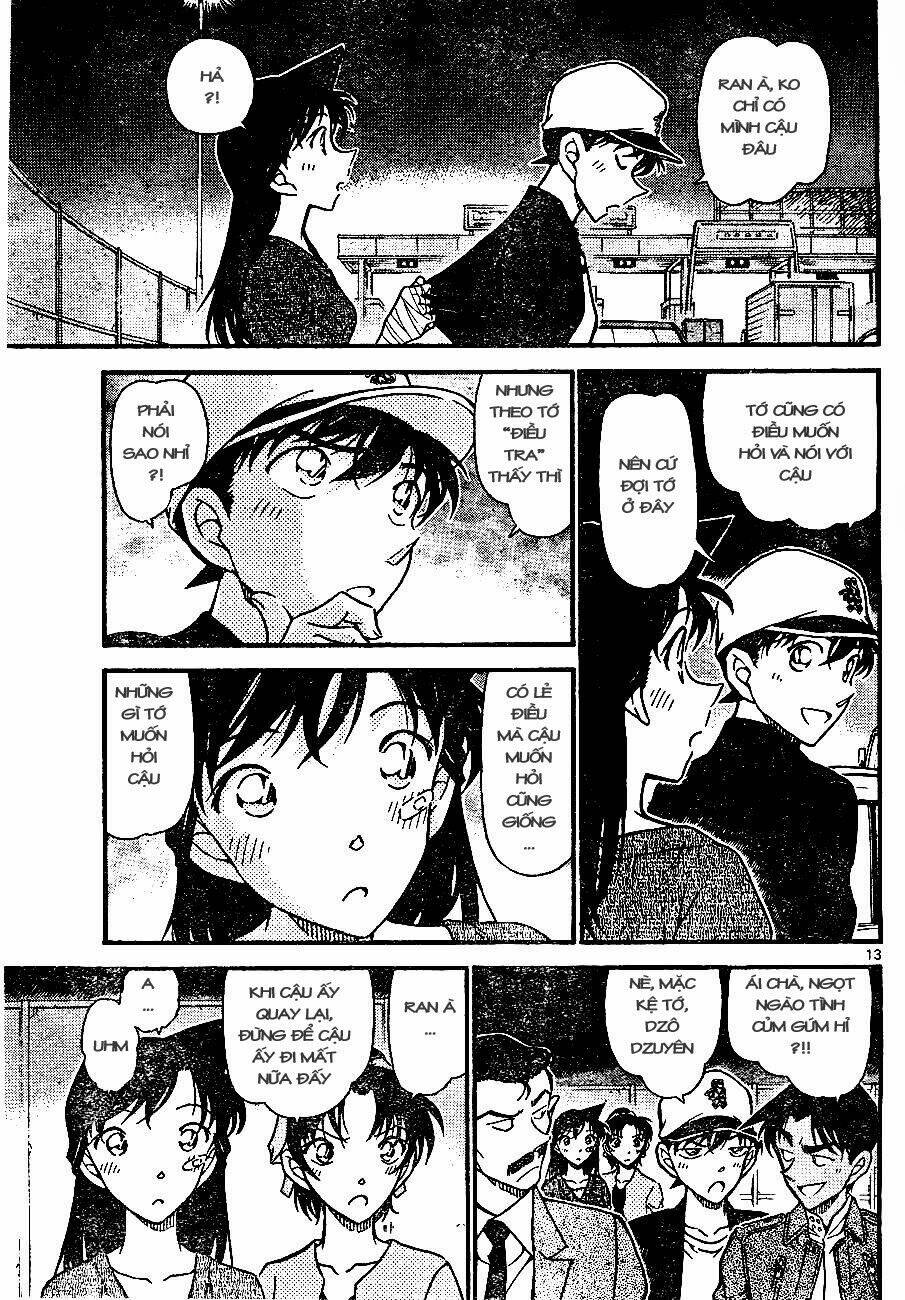 RAN À, KO
CHỈ CÓ
MÌNH CẬU
ĐÂU
HẢ
?!
TỚ CŨNG CÓ
ĐIỀU MUỐN
HỎI VÀ NÓI VỚI
CẬU
NÊN CỨ
ĐỢI TỚ
Ở ĐÂY
NHƯNG
THEO TỚ
“ĐIỀU
TRA”
THẤY THÌ
PHẢI
NÓI
SAO NHỈ
?!
CÓ LẺ
ĐIỀU
MÀ CẬU
MUỐN
HỎI
CŨNG
GIỐNG
...
NHỮNG
GÌ TỚ
MUỐN
HỎI
CẬU
13
ÁI CHÀ, NGỌT
NGÀO TÌNH
CỦM GỨM HỈ
?!!
NÈ, MẶC
KỆ TỚ,
DZÔ
DZUYÊN
RAN À
...
KHI CẬU ẤY
QUAY LẠI,
ĐỪNG ĐỂ CẬU
ẤY ĐI MẤT
NỮA ĐẤY
A
...
UHM